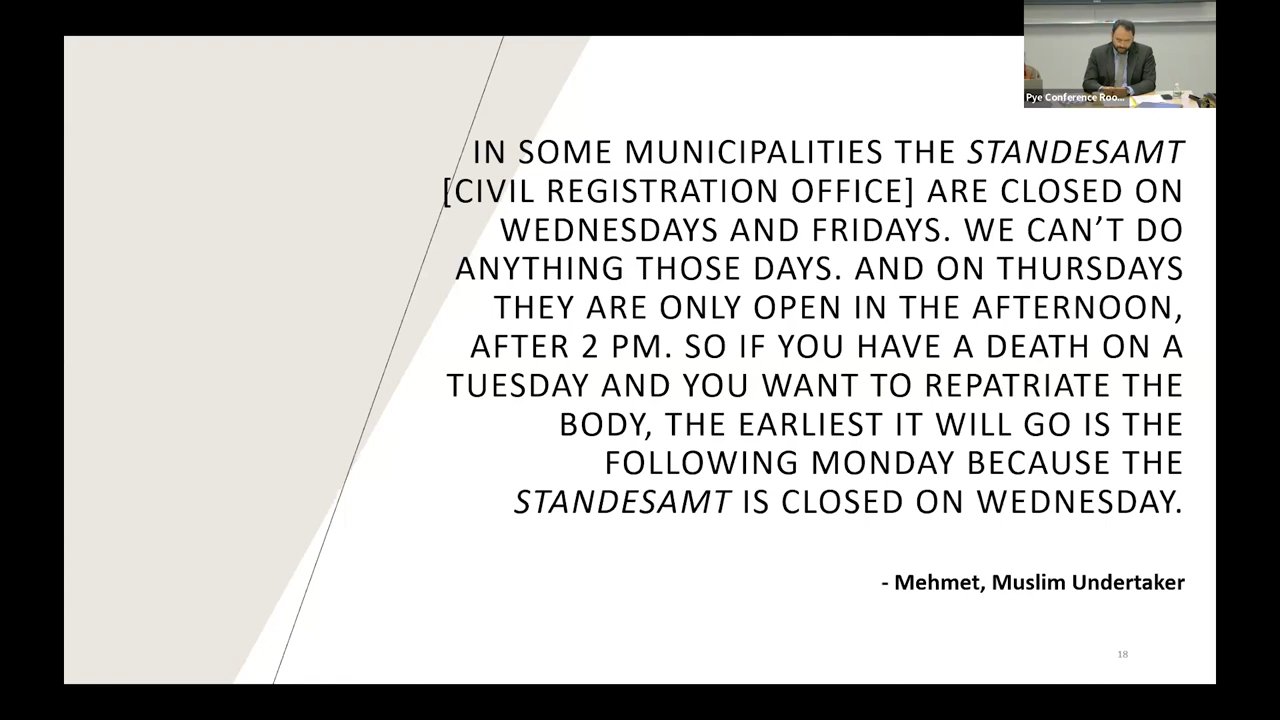 Pye Conference Roo...
IN SOME MUNICIPALITIES THE STANDESAMT
[CIVIL REGISTRATION OFFICE] ARE CLOSED ON
WEDNESDAYS AND FRIDAYS. WE CAN’T DO
ANYTHING THOSE DAYS. AND ON THURSDAYS
THEY ARE ONLY OPEN IN THE AFTERNOON,
AFTER 2 PM. SO IF YOU HAVE A DEATH ON A
TUESDAY AND YOU WANT TO REPATRIATE THE
BODY, THE EARLIEST IT WILL GO IS THE
FOLLOWING MONDAY BECAUSE THE
STANDESAMT IS CLOSED ON WEDNESDAY.
- Mehmet, Muslim Undertaker
18